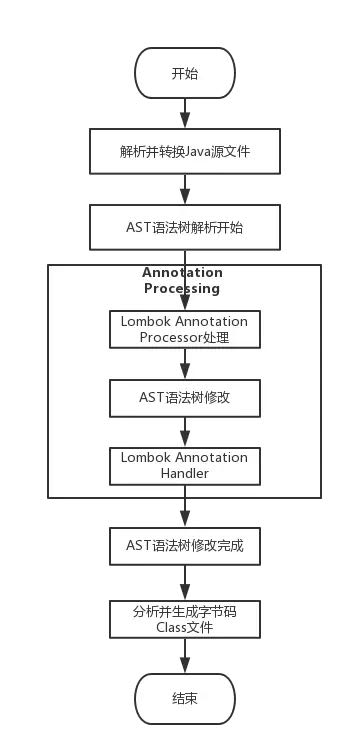 开始
解析并转换Java源文件
AST语法树解析开始
Annotation
Processing
Lombok Annotation
Processor处理
AST语法树修改
Lombok Annotation
Handler
AST语法树修改完成
分析并生成字节码
Class文件
结束